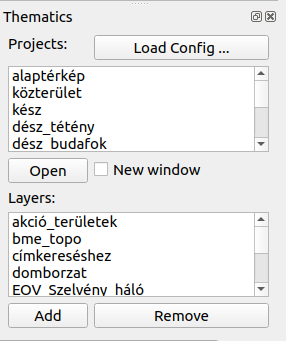 Thematics
Projects:
Load Config ...
alaptérkép
közterület
kész
dész_tétény
dész_budafok
Open
New window
Layers:
akció_területek
bme_topo
címkereséshez
domborzat
EOV_Szelvény_háló
Add
Remove